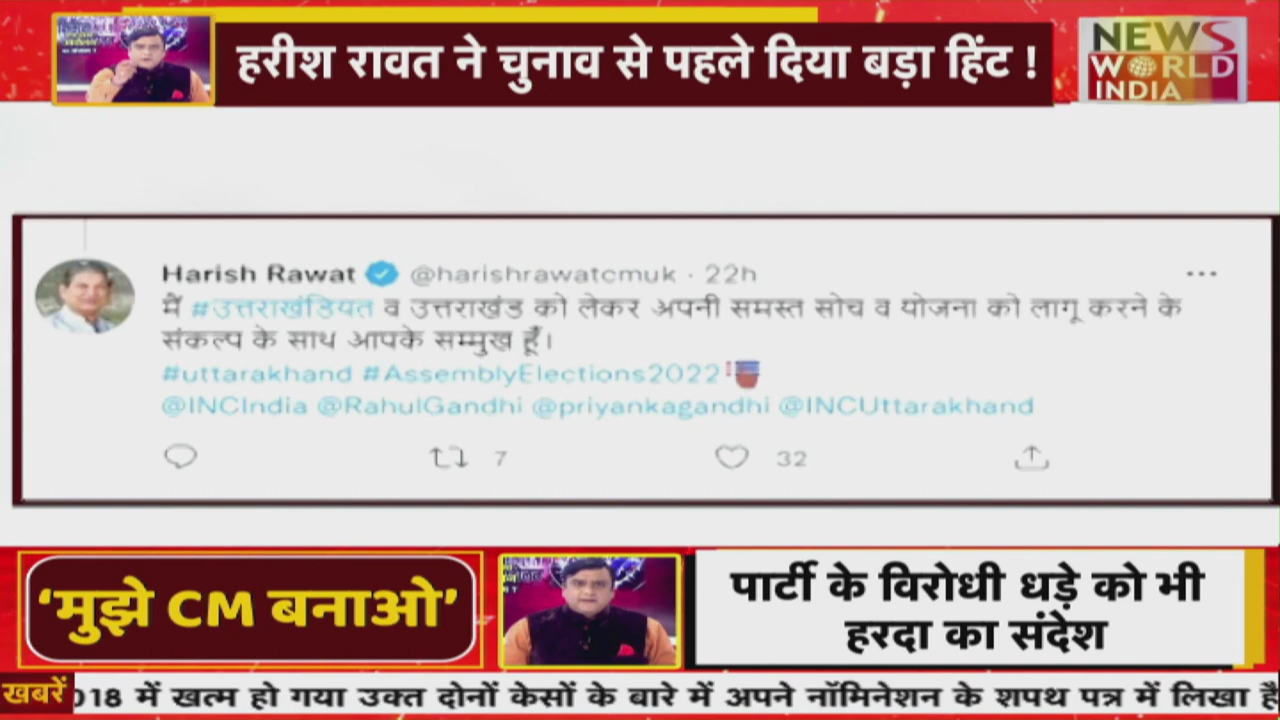 हरीश रावत ने चुनाव से पहले दिया बड़ा हिंट !
NEWS
WORLD
INDIA
Harish Rawat @harishrawatcmuk · 22h
मैं #उत्तराखंडियत व उत्तराखंड को लेकर अपनी समस्त सोच व योजना को लागू करने के
संकल्प के साथ आपके सम्मुख हूँ।
#uttarakhand #AssemblyElections2022
@INCIndia @RahulGandhi @priyankagandhi @INCUttarakhand
7 32
‘मुझे CM बनाओ’
पार्टी के विरोधी धड़े को भी
हरदा का संदेश
खबरें 018 में खत्म हो गया उक्त दोनों केसों के बारे में अपने नॉमिनेशन के शपथ पत्र में लिखा है